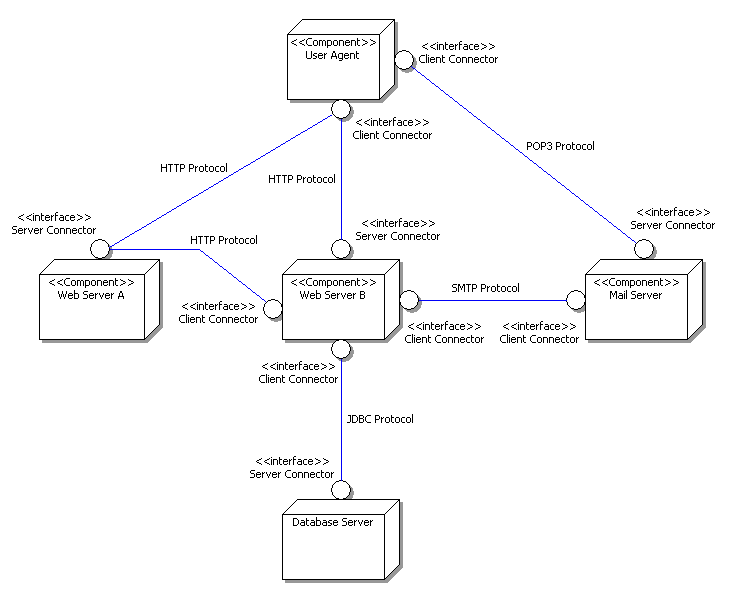 <<Component>>
User Agent
<<interface>>
Client Connector
<<interface>>
Client Connector
POP3 Protocol
HTTP Protocol
HTTP Protocol
<<interface>>
Server Connector
<<interface>>
Server Connector
<<interface>>
Server Connector
HTTP Protocol
<<Component>>
Web Server A
<<interface>>
Client Connector
<<Component>>
Web Server B
SMTP Protocol
<<Component>>
Mail Server
<<interface>>
Client Connector
<<interface>>
Client Connector
<<interface>>
Client Connector
JDBC Protocol
<<interface>>
Server Connector
Database Server